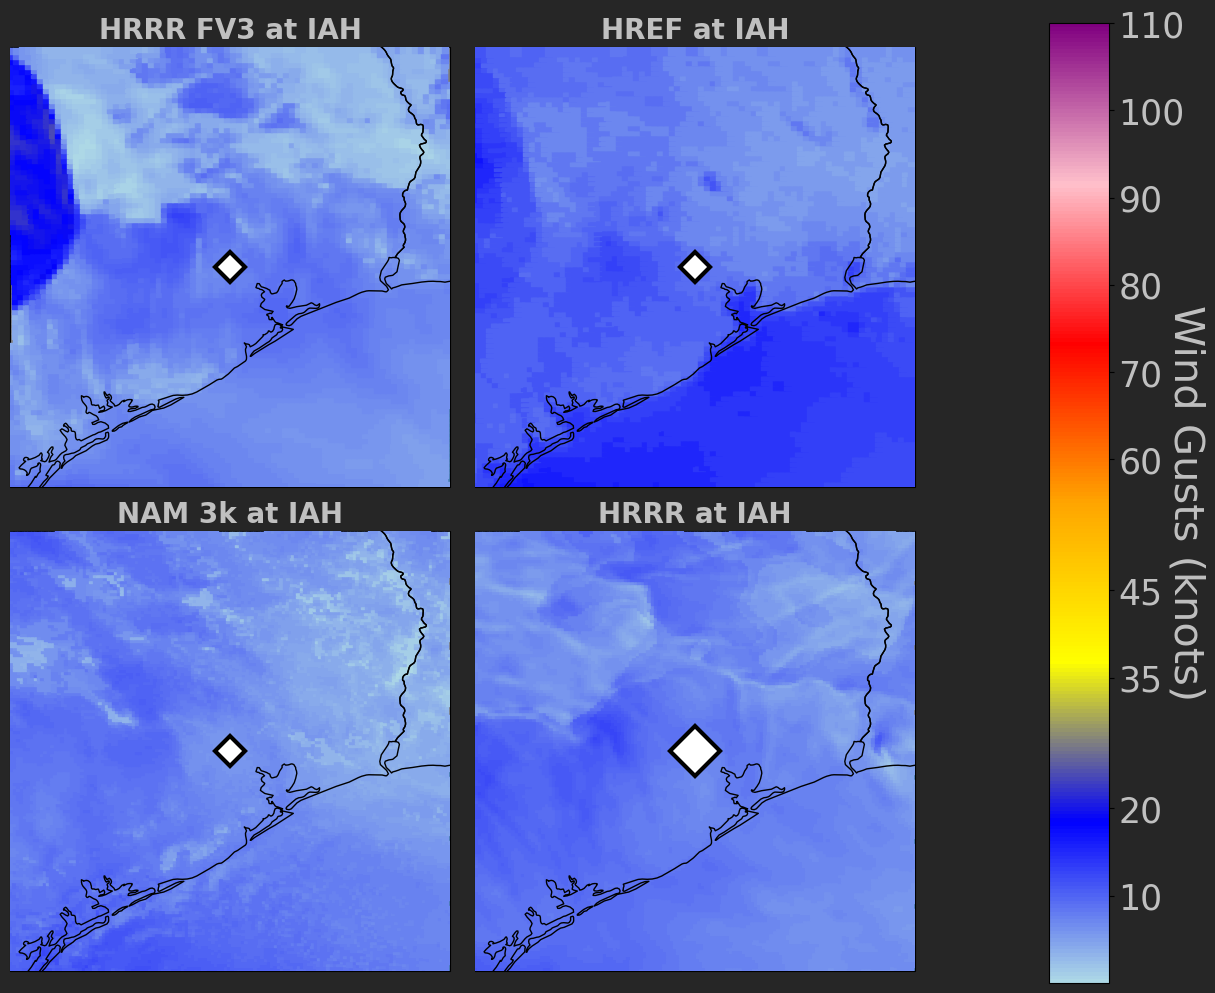 HRRR FV3 at IAH
HREF at IAH
NAM 3k at IAH
HRRR at IAH
110
100
90
80
70
60
45
35
20
10
Wind Gusts (knots)